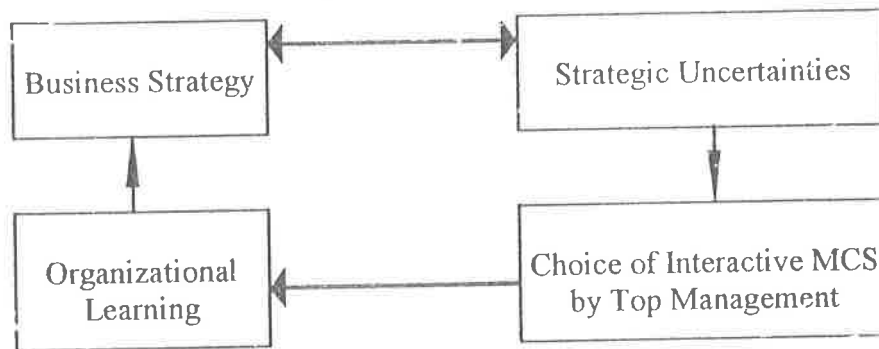 Business Strategy
Strategic Uncertainties
Organizational
Learning
Choice of Interactive MCS
by Top Management